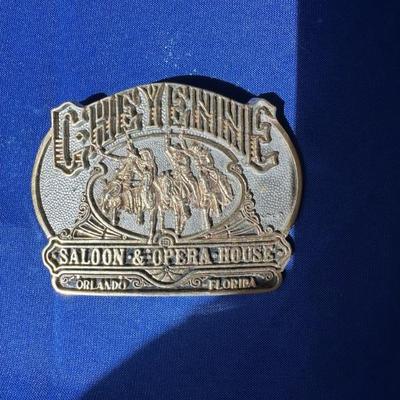 CHEYENNE
SALOON & OPERA HOUSE
ORLANDO FLORIDA